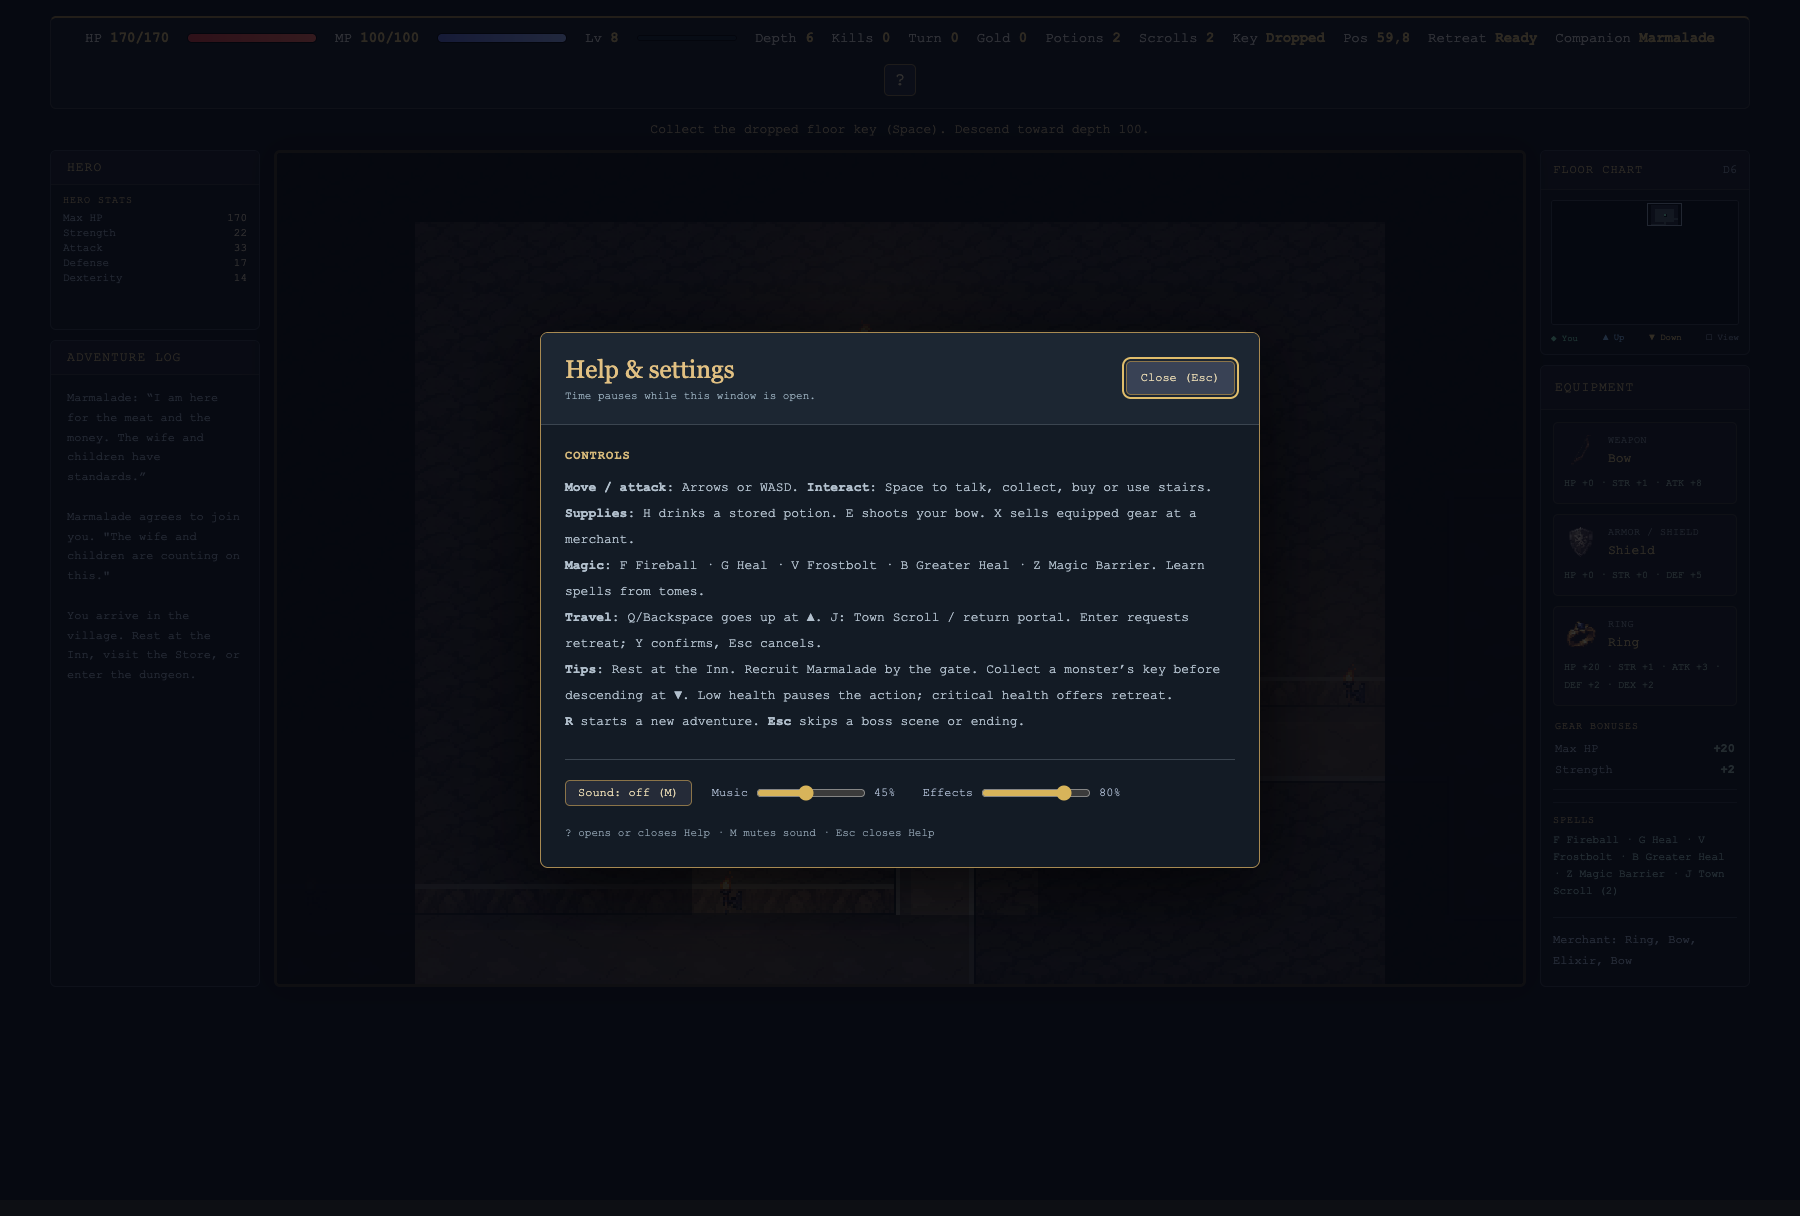 HP 170/170 MP 100/100 Lv 8 Depth 6 Kills 0 Turn 0 Gold 0 Potions 2 Scrolls 2 Key Dropped Pos 59,8 Retreat Ready Companion Marmalade
?
Collect the dropped floor key (Space). Descend toward depth 100.
HERO
HERO STATS
Max HP 170
Strength 22
Attack 33
Defense 17
Dexterity 14
ADVENTURE LOG
Marmalade: "I am here
for the meat and the
money. The wife and
children have
standards."
Marmalade agrees to join
you. "The wife and
children are counting on
this."
You arrive in the
village. Rest at the
Inn, visit the Store, or
enter the dungeon.
Help & settings
Time pauses while this window is open.
Close (Esc)
CONTROLS
Move / attack: Arrows or WASD. Interact: Space to talk, collect, buy or use stairs.
Supplies: H drinks a stored potion. E shoots your bow. X sells equipped gear at a
merchant.
Magic: F Fireball · G Heal · V Frostbolt · B Greater Heal · Z Magic Barrier. Learn
spells from tomes.
Travel: Q/Backspace goes up at ▲. J: Town Scroll / return portal. Enter requests
retreat; Y confirms, Esc cancels.
Tips: Rest at the Inn. Recruit Marmalade by the gate. Collect a monster’s key before
descending at ▼. Low health pauses the action; critical health offers retreat.
R starts a new adventure. Esc skips a boss scene or ending.
Sound: off (M) Music 45% Effects 80%
? opens or closes Help · M mutes sound · Esc closes Help
FLOOR CHART D6
◆ You ▲ Up ▼ Down □ View
EQUIPMENT
WEAPON
Bow
HP +0 · STR +1 · ATK +8
ARMOR / SHIELD
Shield
HP +0 · STR +0 · DEF +5
RING
Ring
HP +20 · STR +1 · ATK +3 ·
DEF +2 · DEX +2
GEAR BONUSES
Max HP +20
Strength +2
SPELLS
F Fireball · G Heal · V
Frostbolt · B Greater Heal
· Z Magic Barrier · J Town
Scroll (2)
Merchant: Ring, Bow,
Elixir, Bow